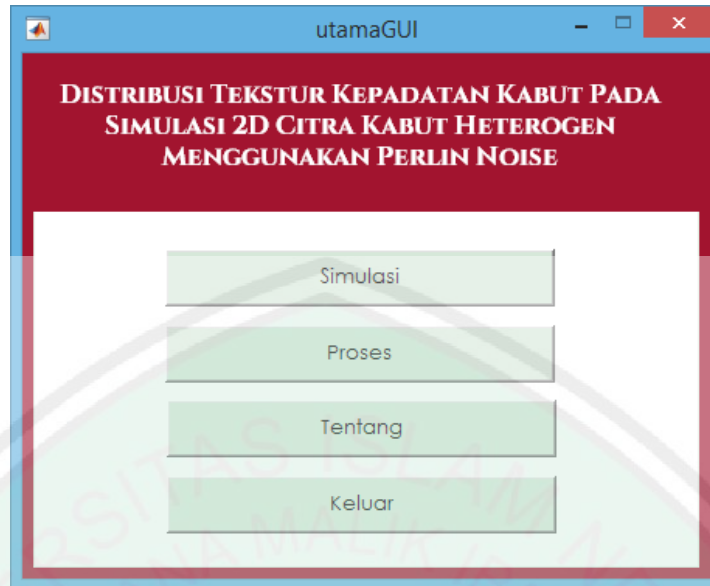 utamaGUI
DISTRIBUSI TEKSTUR KEPADATAN KABUT PADA
SIMULASI 2D CITRA KABUT HETEROGEN
MENGGUNAKAN PERLIN NOISE
Simulasi
Proses
Tentang
Keluar